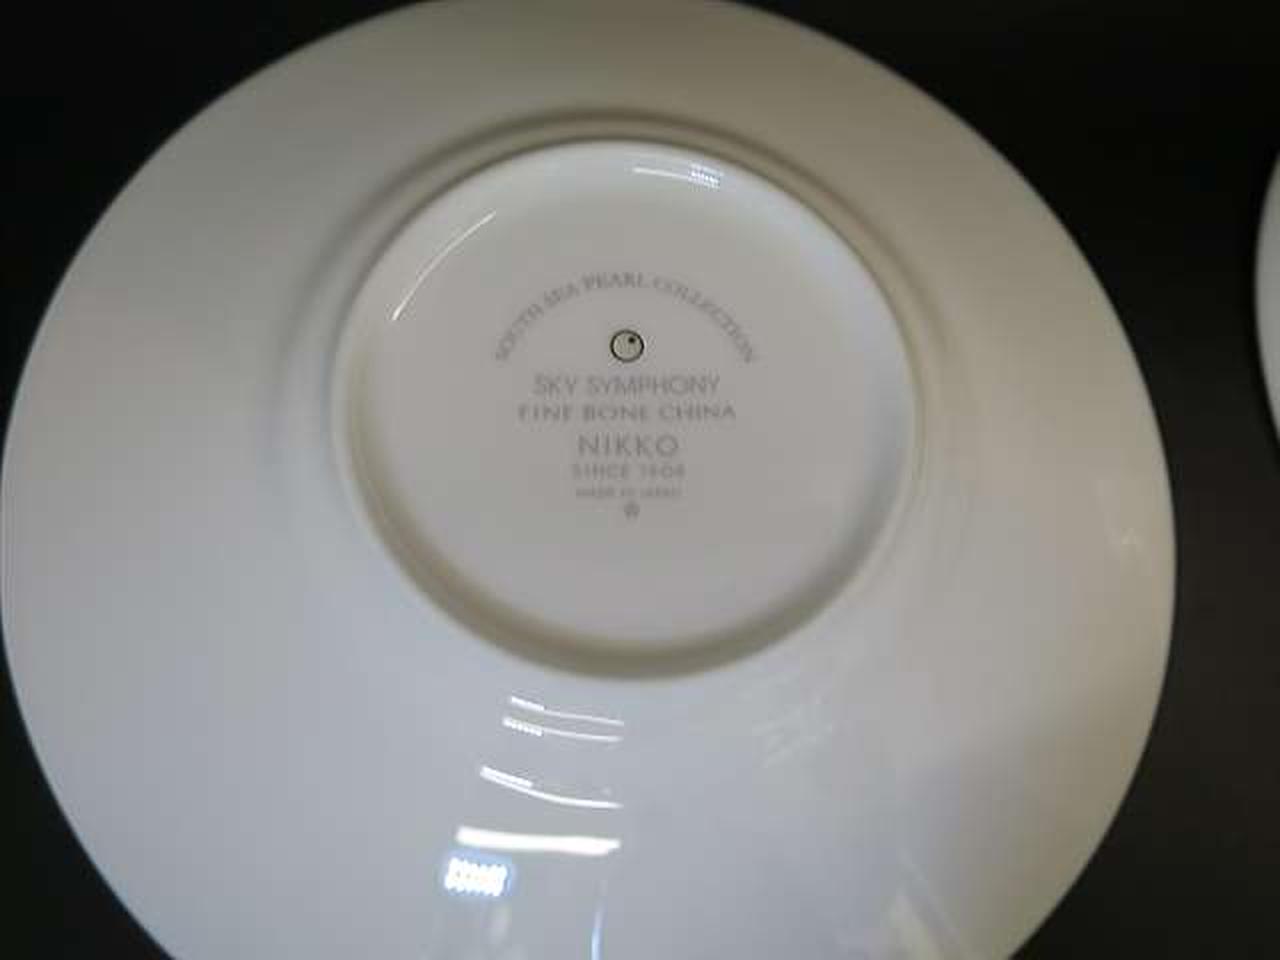 SOUTH SEA PEARL COLLECTION
SKY SYMPHONY
FINE BONE CHINA
NIKKO
SINCE 1908
MADE IN JAPAN